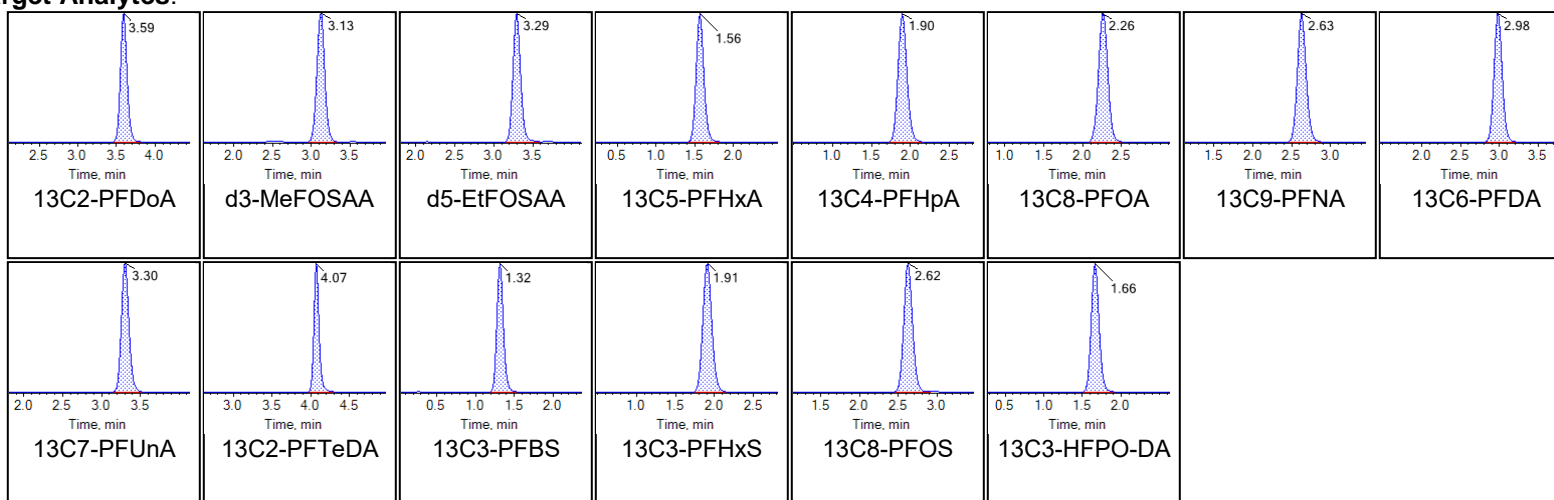 Target Analytes:
3.59 3.13 3.29 1.56 1.90 2.26 2.63 2.98
2.5 3.0 3.5 4.0 2.0 2.5 3.0 3.5 2.0 2.5 3.0 3.5 0.5 1.0 1.5 2.0 1.0 1.5 2.0 2.5 1.0 1.5 2.0 2.5 1.5 2.0 2.5 3.0 2.0 2.5 3.0 3.5
Time, min Time, min Time, min Time, min Time, min Time, min Time, min Time, min
13C2-PFDoA d3-MeFOSAA d5-EtFOSAA 13C5-PFHxA 13C4-PFHpA 13C8-PFOA 13C9-PFNA 13C6-PFDA
3.30 4.07 1.32 1.91 2.62 1.66
2.0 2.5 3.0 3.5 3.0 3.5 4.0 4.5 0.5 1.0 1.5 2.0 1.0 1.5 2.0 2.5 1.5 2.0 2.5 3.0 0.5 1.0 1.5 2.0
Time, min Time, min Time, min Time, min Time, min Time, min
13C7-PFUnA 13C2-PFTeDA 13C3-PFBS 13C3-PFHxS 13C8-PFOS 13C3-HFPO-DA